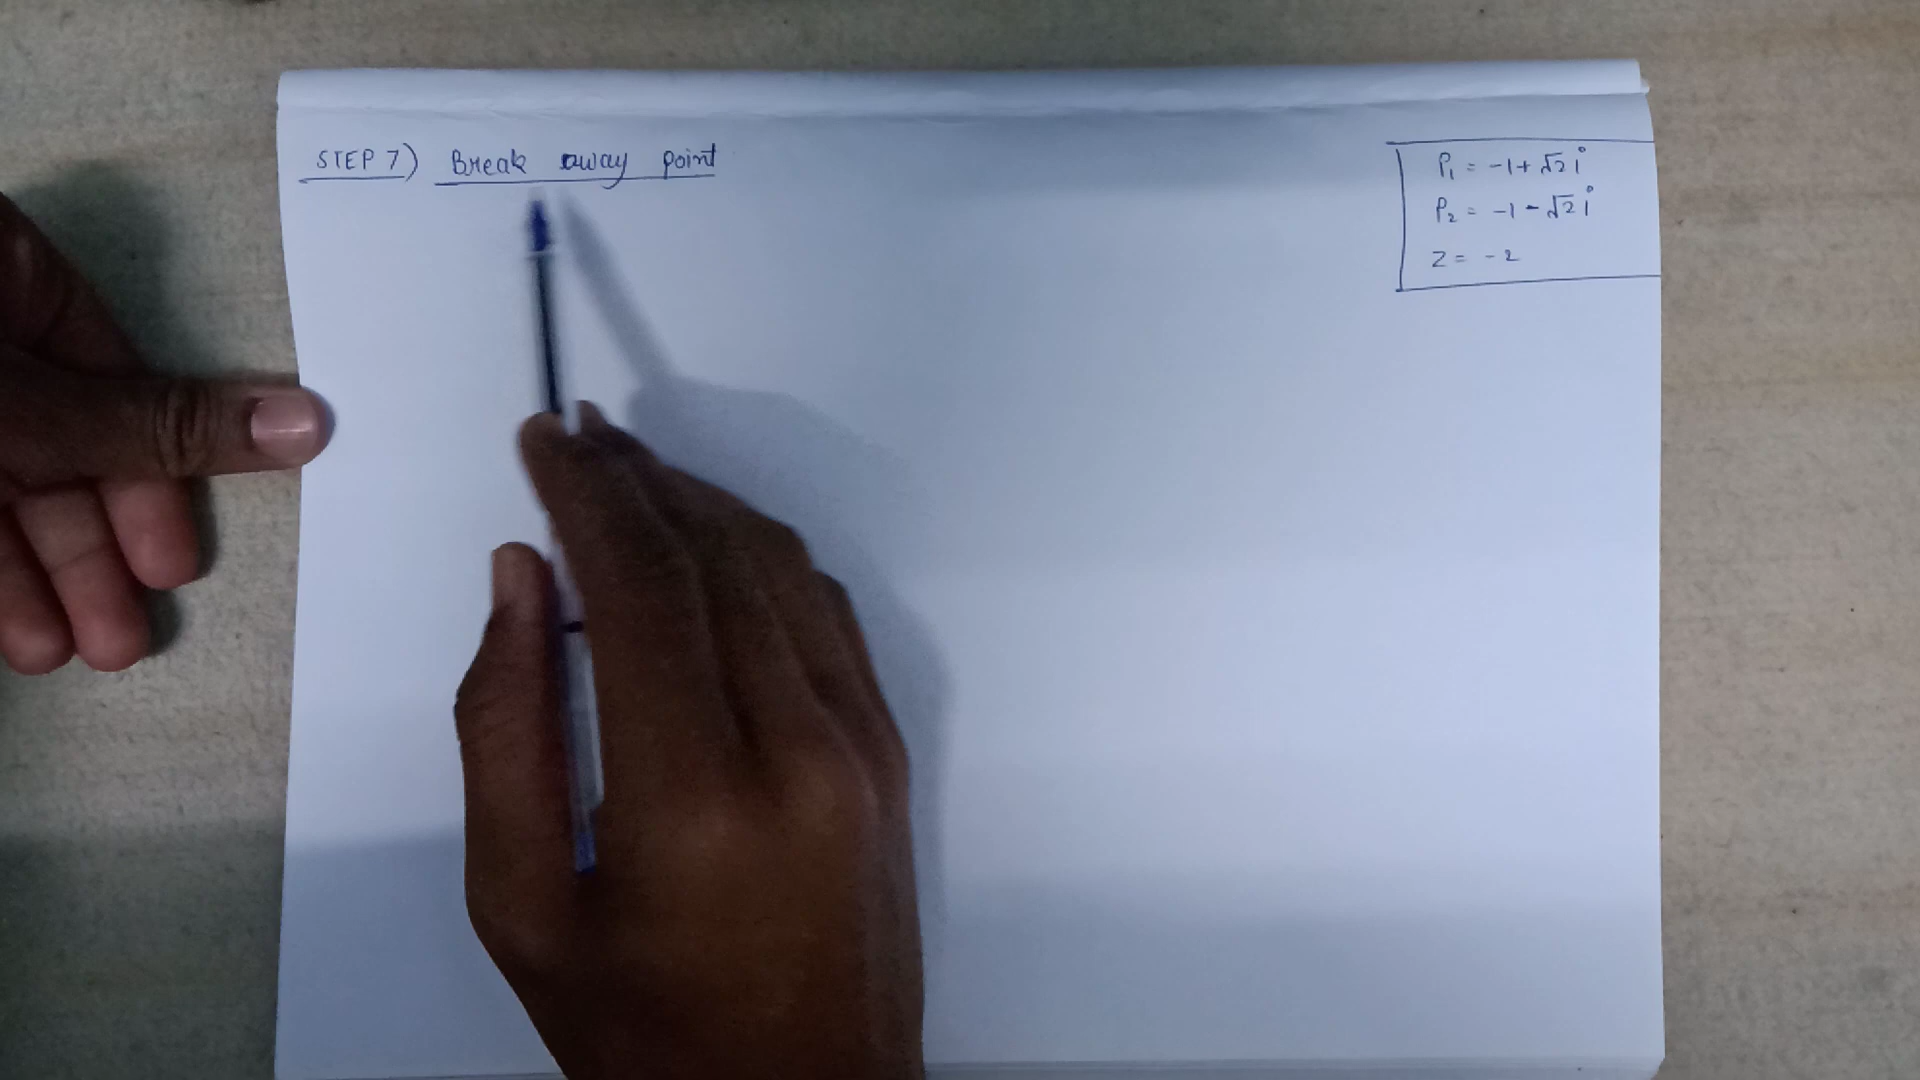 STEP 7) Break away point
P₁ = -1+√2 i
P₂ = -1-√2 i
Z = -2